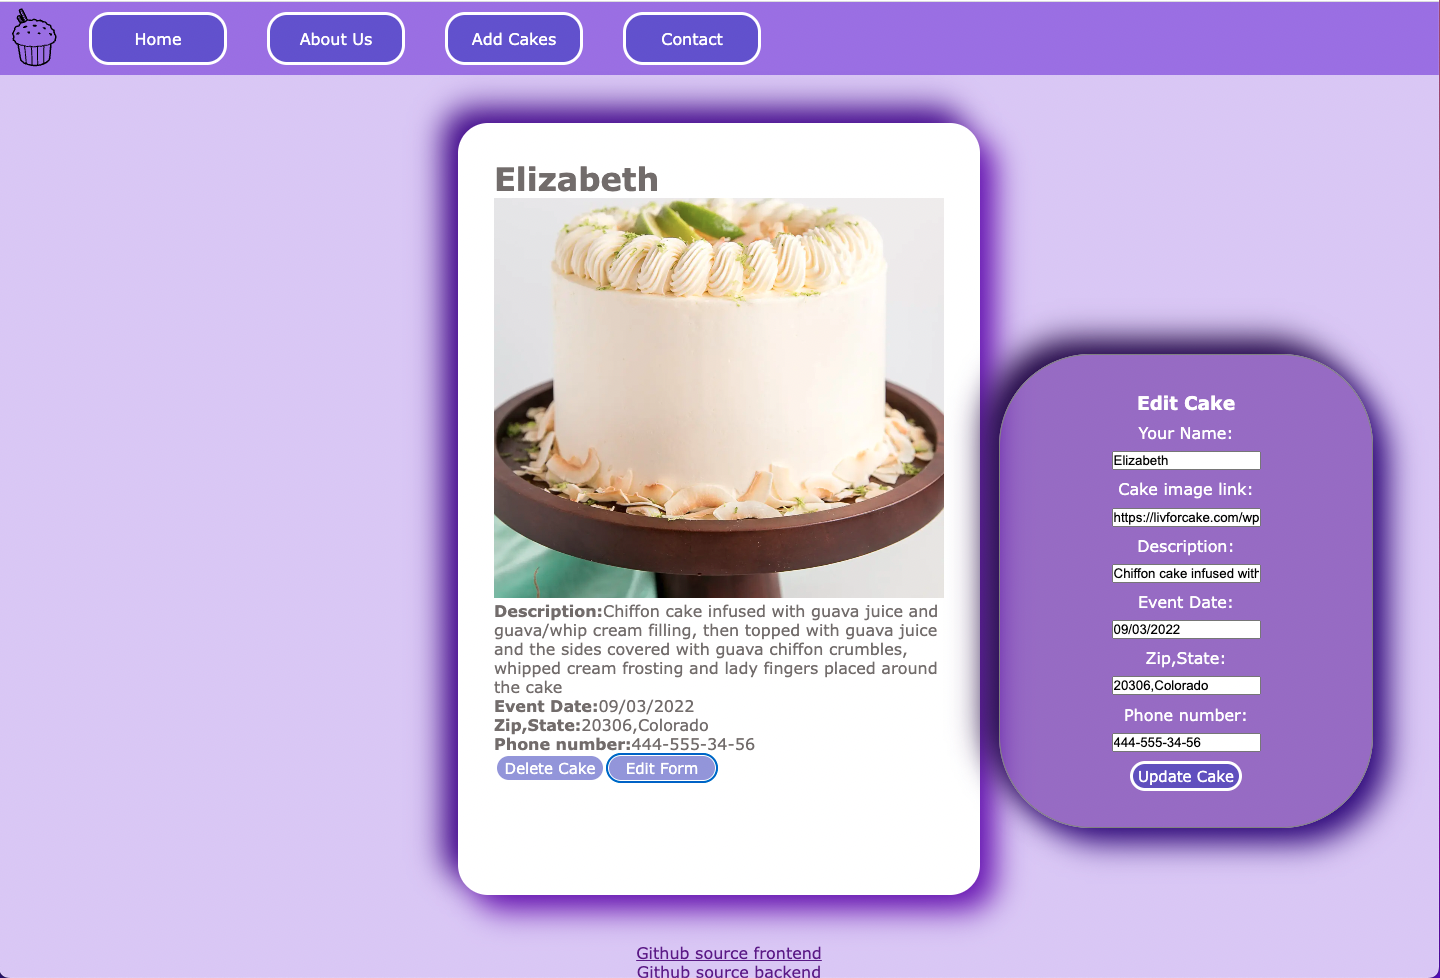 Home
About Us
Add Cakes
Contact
Elizabeth
Description:Chiffon cake infused with guava juice and
guava/whip cream filling, then topped with guava juice
and the sides covered with guava chiffon crumbles,
whipped cream frosting and lady fingers placed around
the cake
Event Date:09/03/2022
Zip,State:20306,Colorado
Phone number:444-555-34-56
Delete Cake
Edit Form
Edit Cake
Your Name:
Elizabeth
Cake image link:
https://livforcake.com/wp
Description:
Chiffon cake infused with
Event Date:
09/03/2022
Zip,State:
20306,Colorado
Phone number:
444-555-34-56
Update Cake
Github source frontend
Github source backend